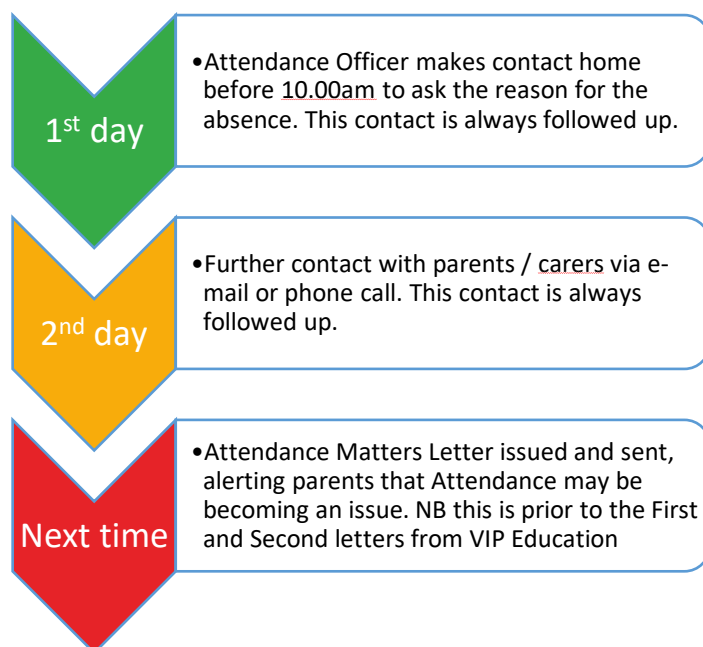 1st day
•Attendance Officer makes contact home
before 10.00am to ask the reason for the
absence. This contact is always followed up.
2nd day
•Further contact with parents / carers via e-
mail or phone call. This contact is always
followed up.
Next time
•Attendance Matters Letter issued and sent,
alerting parents that Attendance may be
becoming an issue. NB this is prior to the First
and Second letters from VIP Education